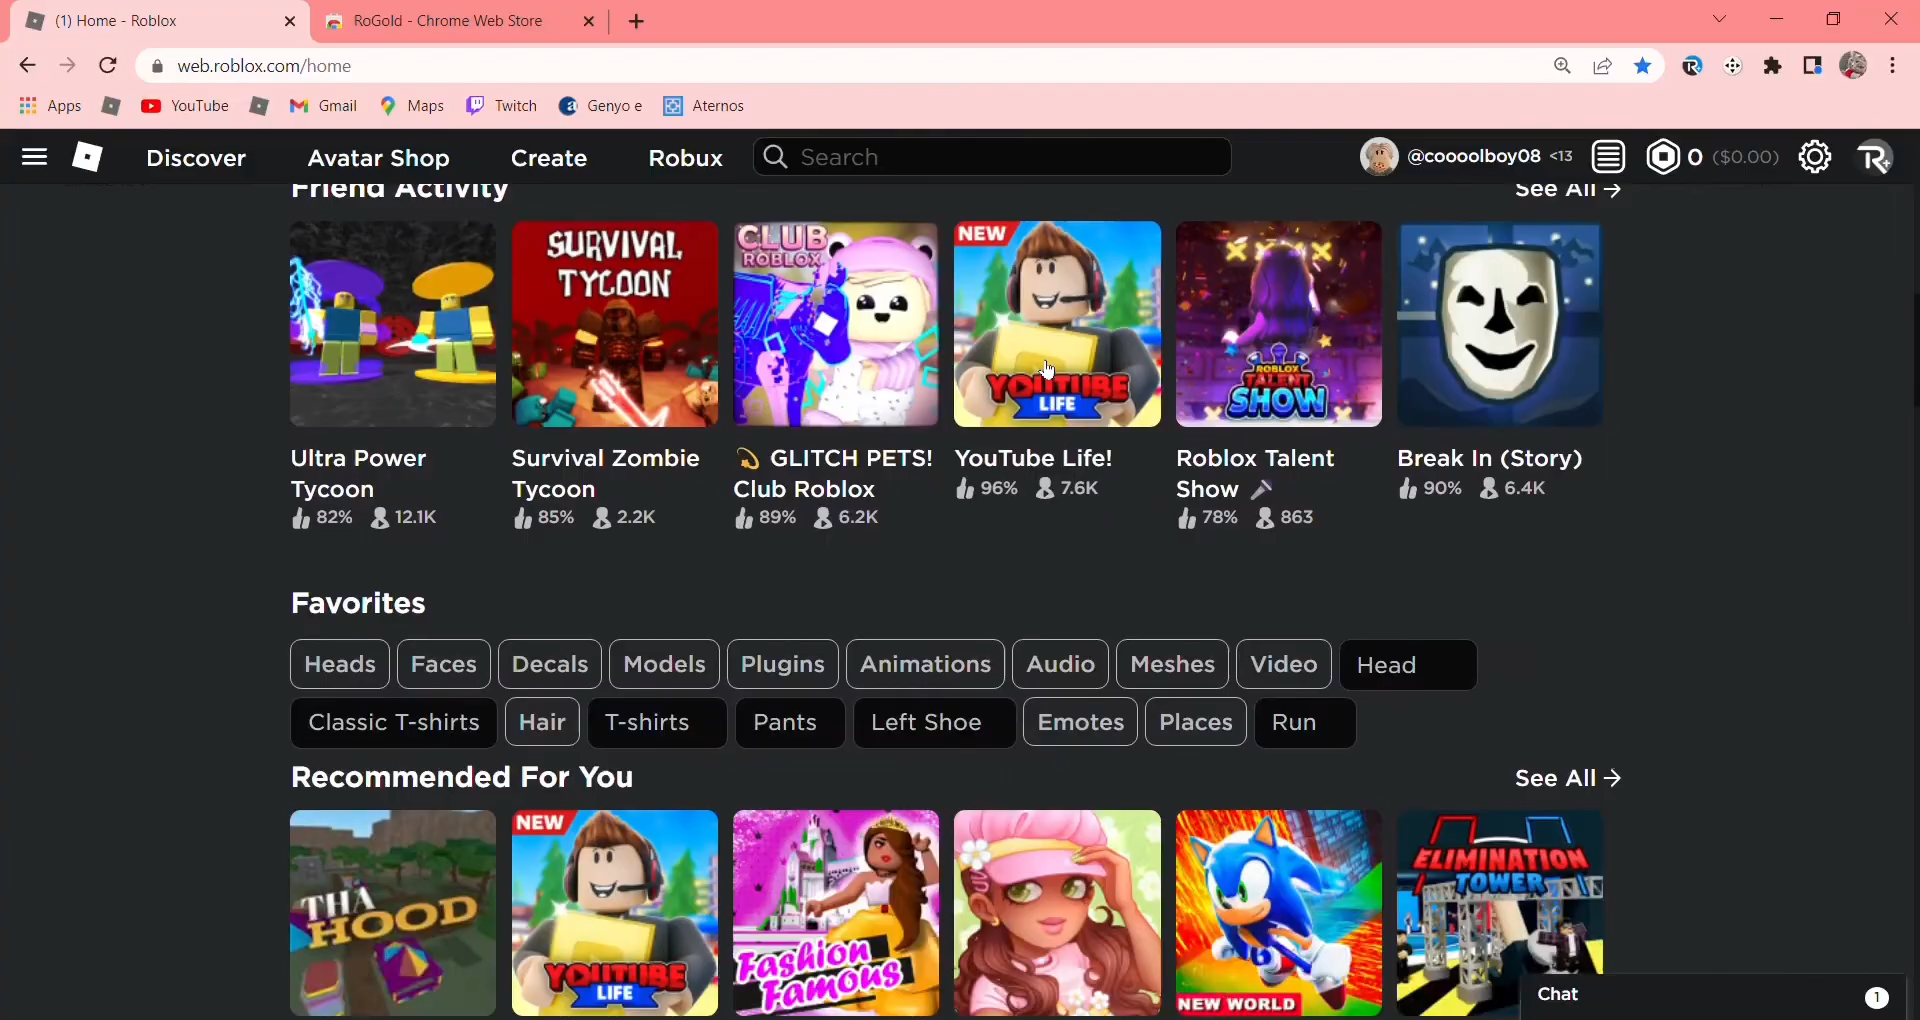 (1) Home - Roblox
RoGold - Chrome Web Store
web.roblox.com/home
Apps
YouTube
Gmail
Maps
Twitch
Genyo e
Aternos
Discover
Avatar Shop
Create
Robux
Search
@coooolboy08 <13
0 ($0.00)
R+
Friend Activity
See All →
SURVIVAL
TYCOON
CLUB
ROBLOX
NEW
YOUTUBE
LIFE
ROBLOX
TALENT
SHOW
Ultra Power
Tycoon
82% 12.1K
Survival Zombie
Tycoon
85% 2.2K
GLITCH PETS!
Club Roblox
89% 6.2K
YouTube Life!
96% 7.6K
Roblox Talent
Show
78% 863
Break In (Story)
90% 6.4K
Favorites
Heads
Faces
Decals
Models
Plugins
Animations
Audio
Meshes
Video
Head
Classic T-shirts
Hair
T-shirts
Pants
Left Shoe
Emotes
Places
Run
Recommended For You
See All →
THA
HOOD
NEW
YOUTUBE
LIFE
Fashion
Famous
NEW WORLD
ELIMINATION
TOWER
Chat
1